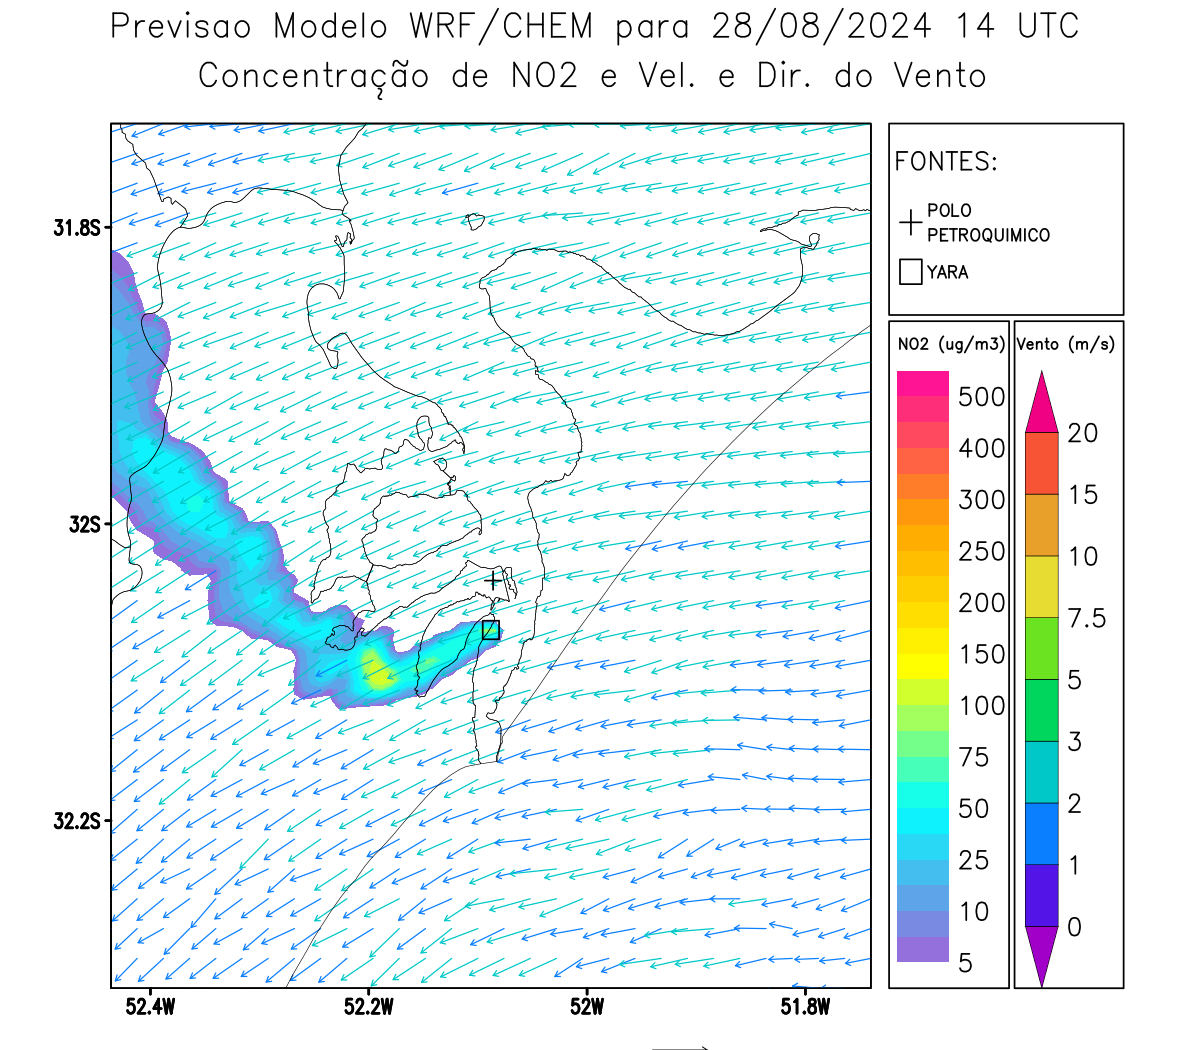 Previsao Modelo WRF/CHEM para 28/08/2024 14 UTC
Concentração de NO2 e Vel. e Dir. do Vento
FONTES:
POLO
PETROQUIMICO
YARA
NO2 (ug/m3)
500
400
300
250
200
150
100
75
50
25
10
5
Vento (m/s)
20
15
10
7.5
5
3
2
1
0
31.8S
32S
32.2S
52.4W
52.2W
52W
51.8W